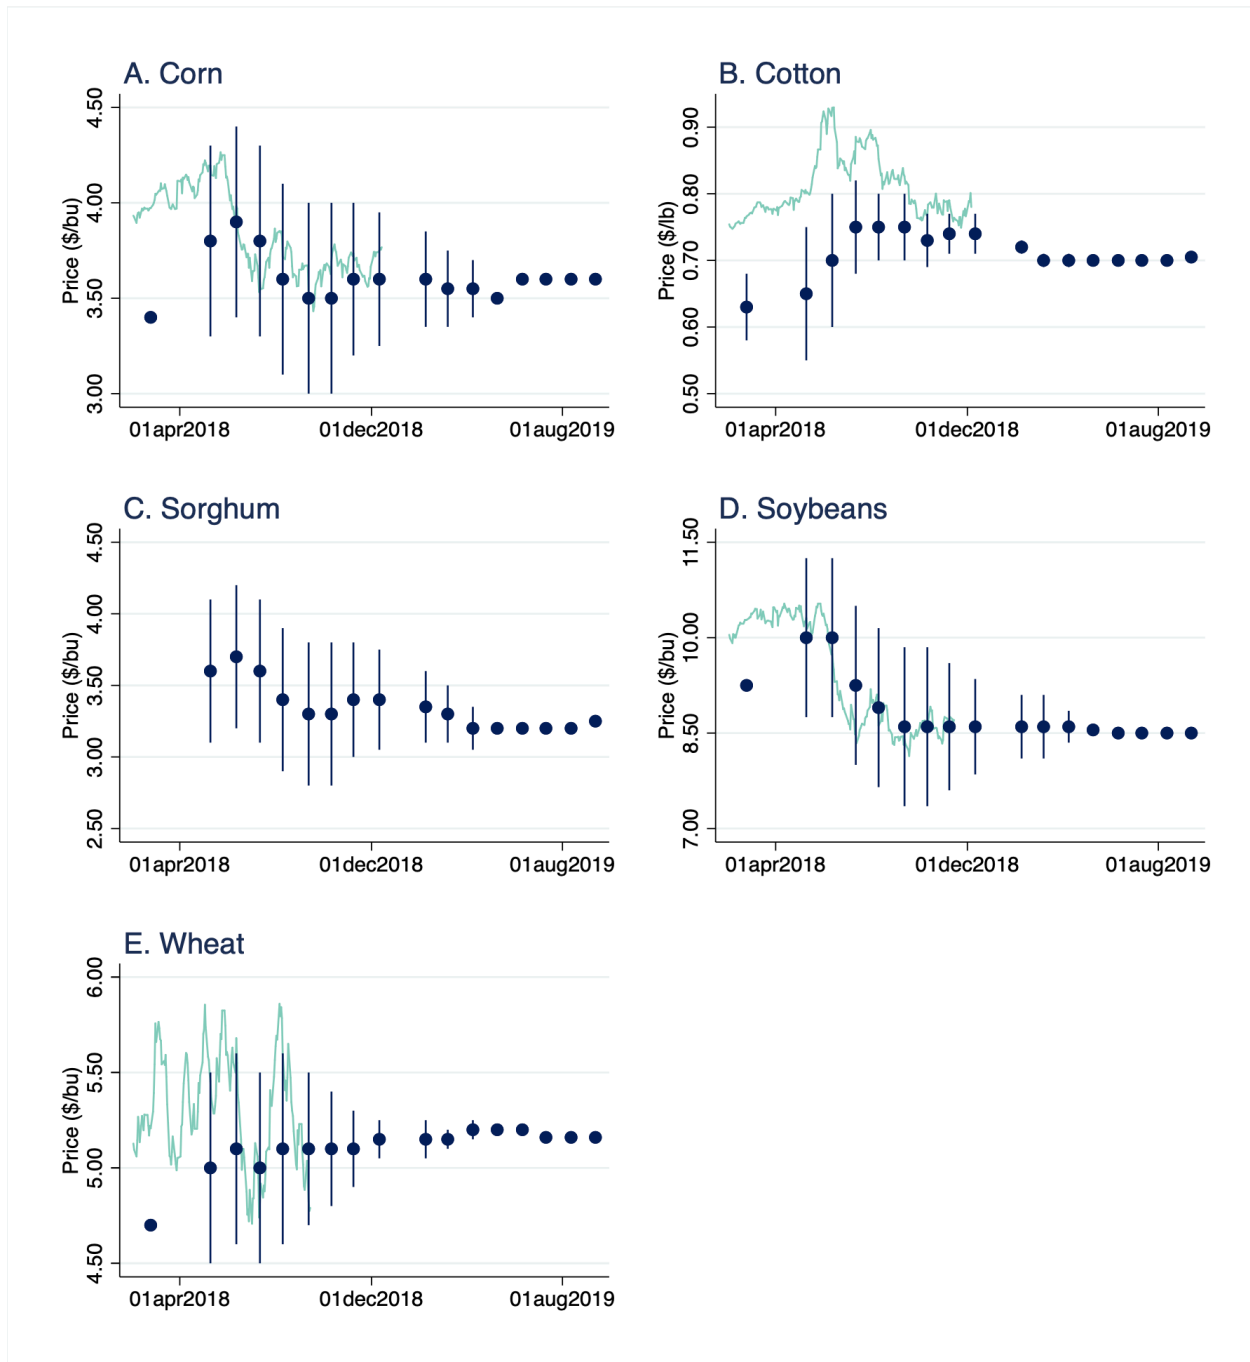 A. Corn
Price ($/bu)
4.50
4.00
3.50
3.00
01apr2018 01dec2018 01aug2019
B. Cotton
Price ($/lb)
0.90
0.80
0.70
0.60
0.50
01apr2018 01dec2018 01aug2019
C. Sorghum
Price ($/bu)
4.50
4.00
3.50
3.00
2.50
01apr2018 01dec2018 01aug2019
D. Soybeans
Price ($/bu)
11.50
10.00
8.50
7.00
01apr2018 01dec2018 01aug2019
E. Wheat
Price ($/bu)
6.00
5.50
5.00
4.50
01apr2018 01dec2018 01aug2019